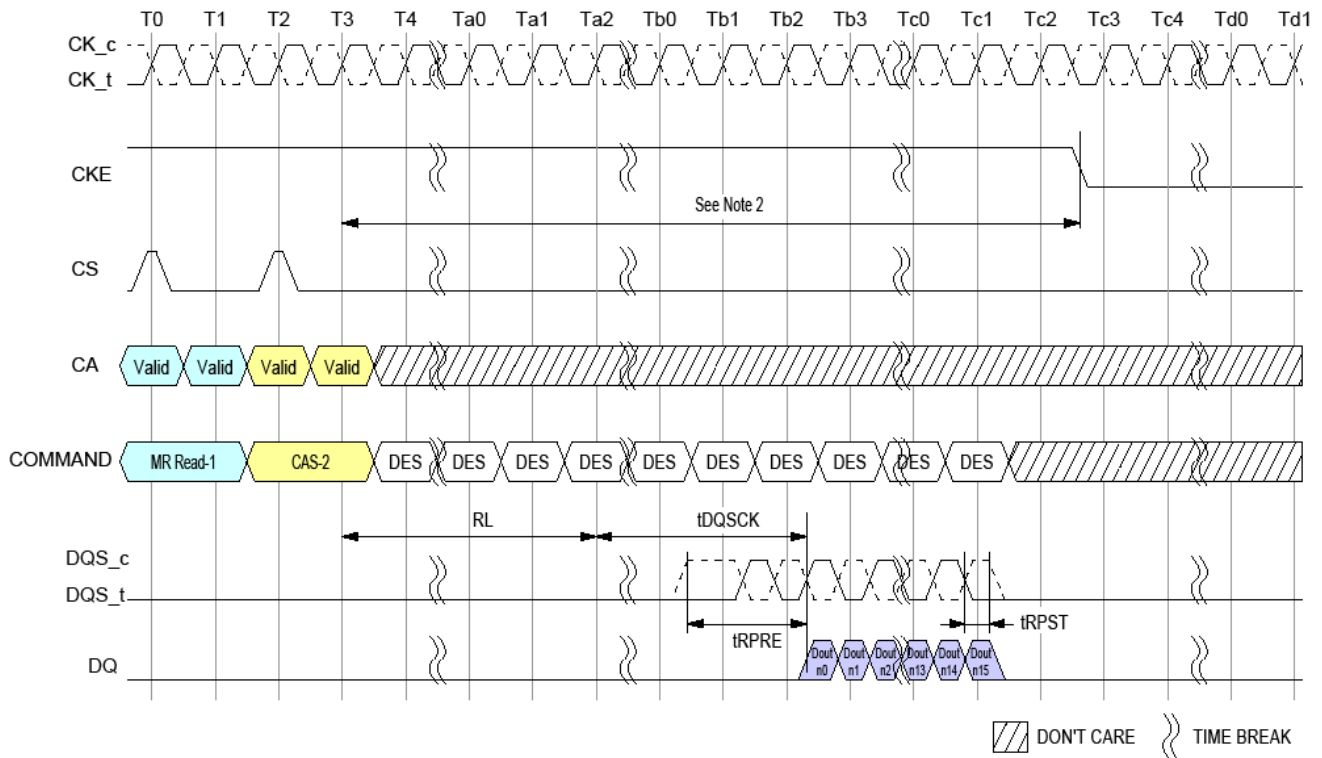 T0 T1 T2 T3 T4 Ta0 Ta1 Ta2 Tb0 Tb1 Tb2 Tb3 Tc0 Tc1 Tc2 Tc3 Tc4 Td0 Td1
CK_c
CK_t
CKE
See Note 2
CS
CA Valid Valid Valid Valid
COMMAND MR Read-1 CAS-2 DES DES DES DES DES DES DES DES DES DES
RL tDQSCK
DQS_c
DQS_t
tRPRE tRPST
DQ Dout n0 Dout n1 Dout n2 Dout n13 Dout n14 Dout n15
DON'T CARE TIME BREAK